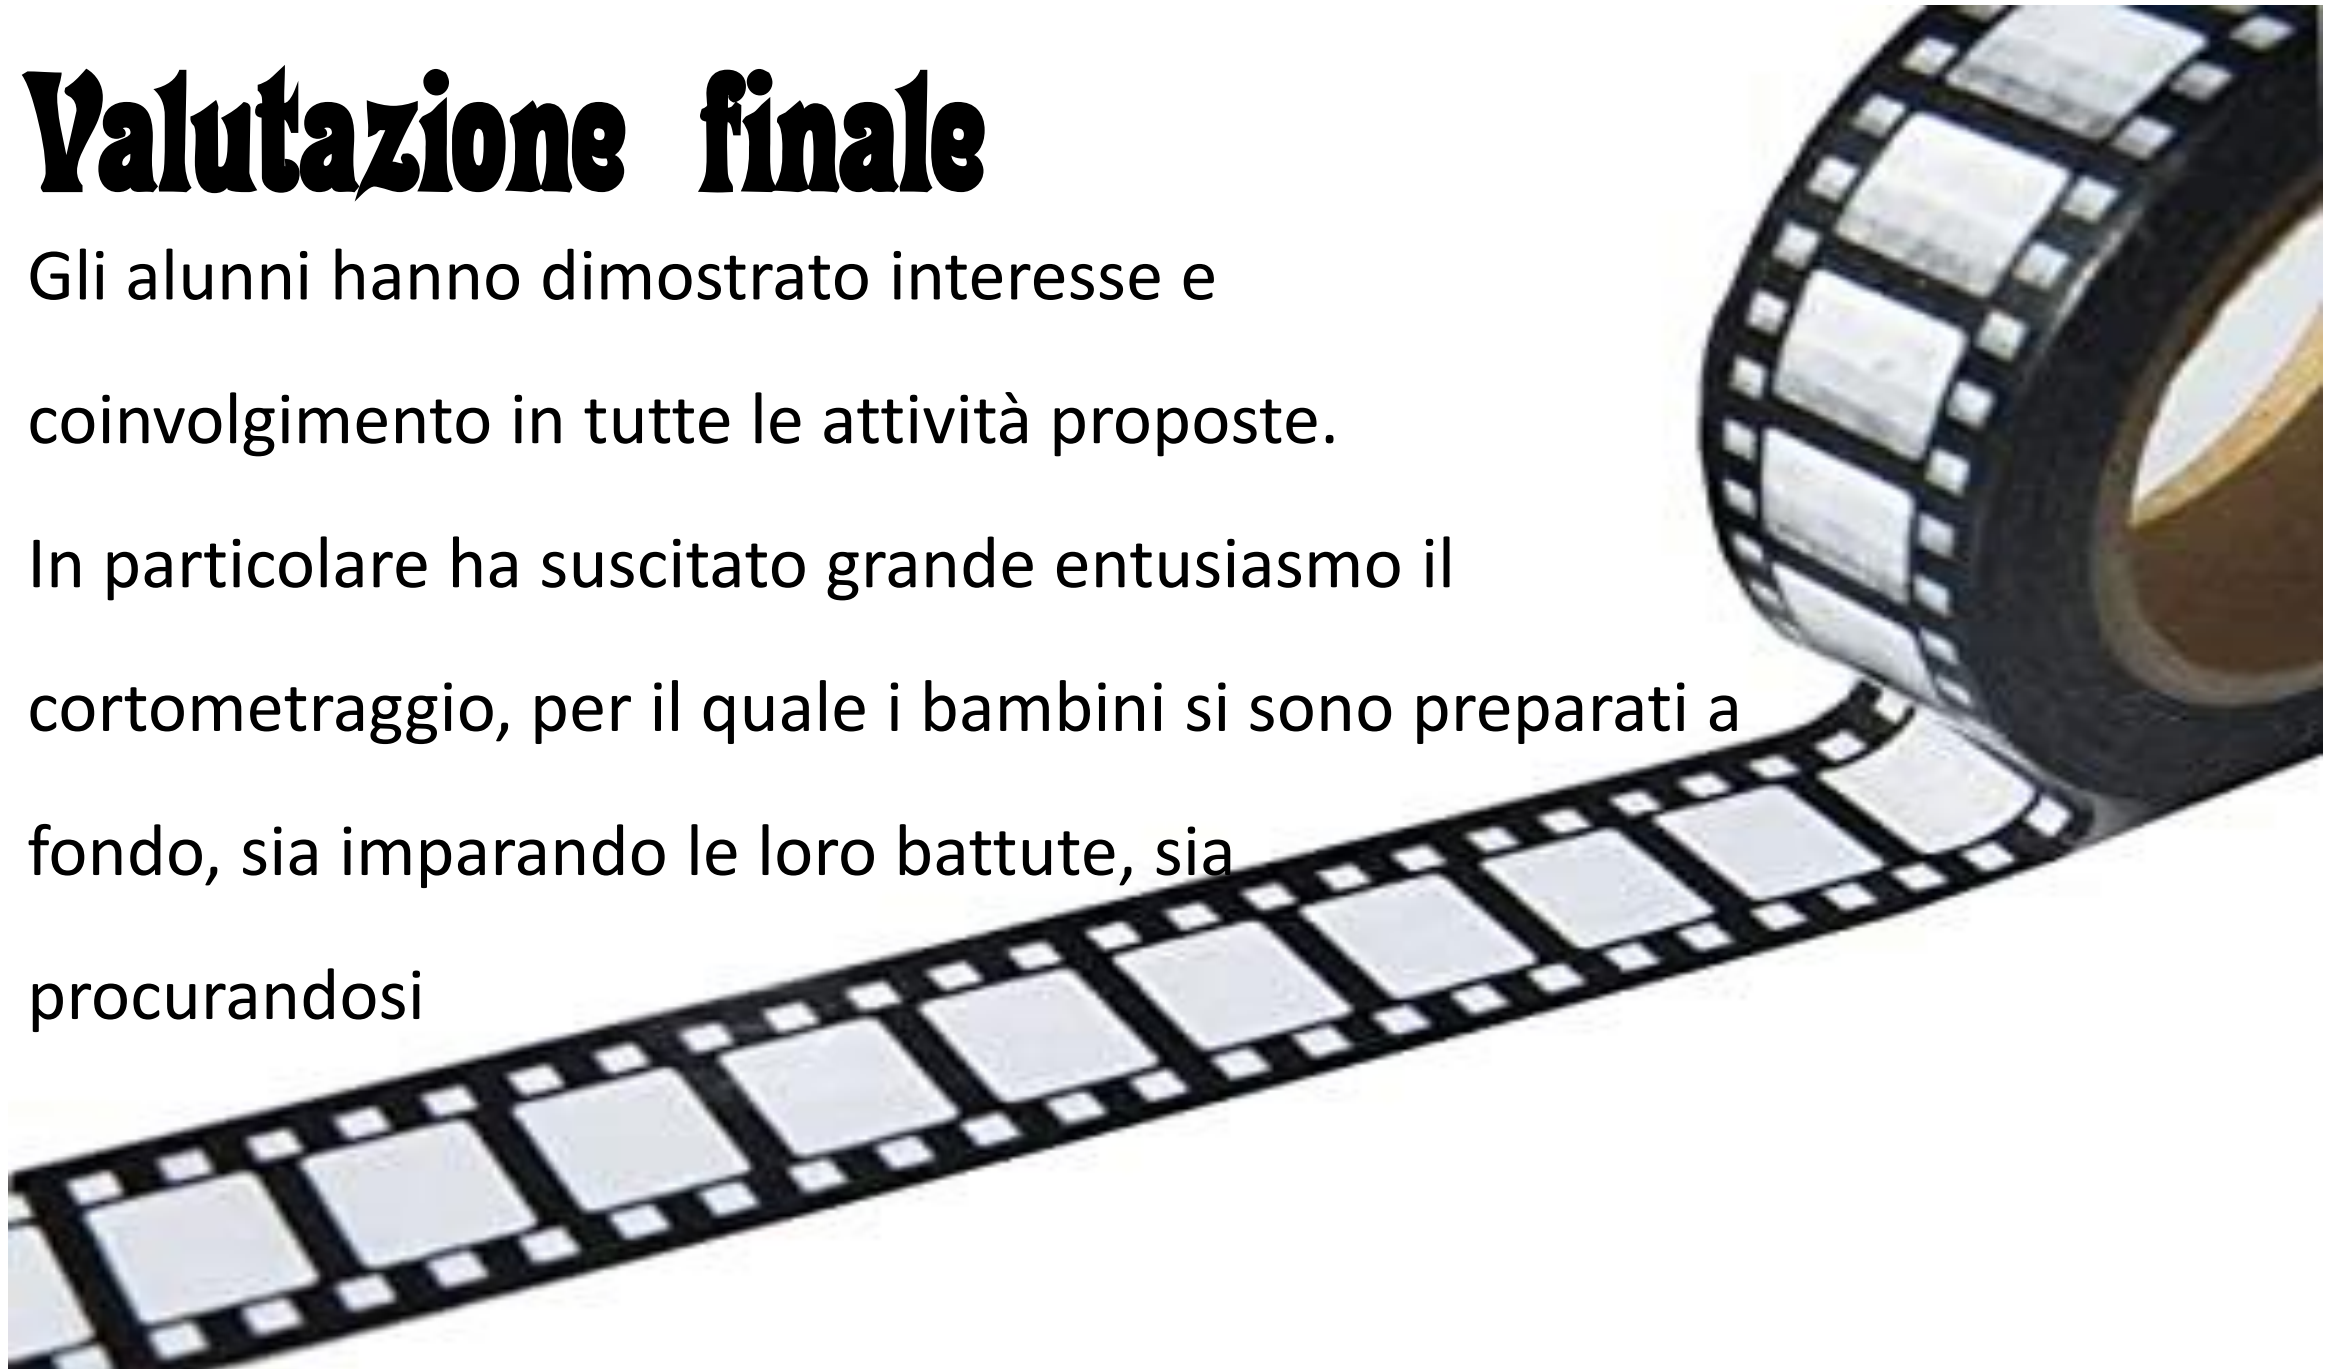 Valutazione finale
Gli alunni hanno dimostrato interesse e
coinvolgimento in tutte le attività proposte.
In particolare ha suscitato grande entusiasmo il
cortometraggio, per il quale i bambini si sono preparati a
fondo, sia imparando le loro battute, sia
procurandosi